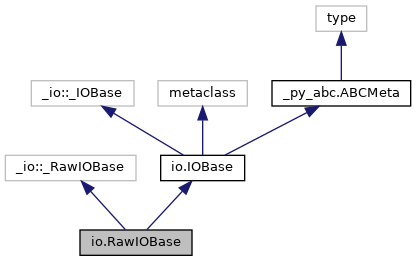 type
_io::_IOBase
metaclass
_py_abc.ABCMeta
_io::_RawIOBase
io.IOBase
io.RawIOBase